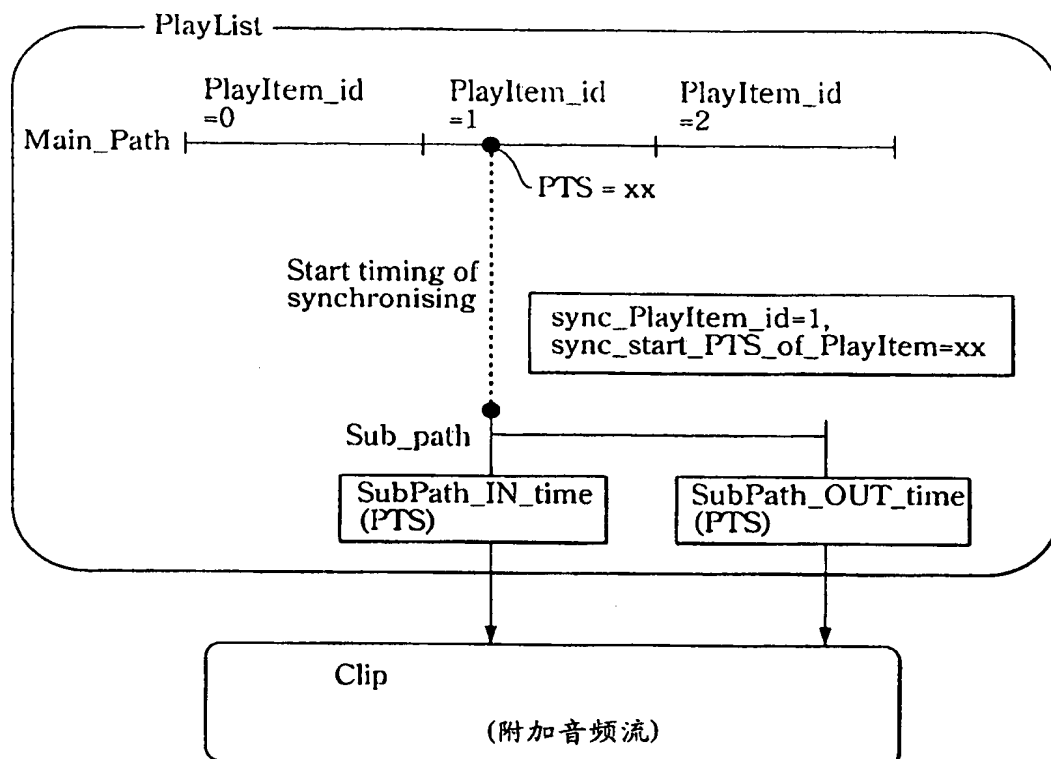 PlayList
PlayItem_id
=0
PlayItem_id
=1
PlayItem_id
=2
Main_Path
PTS = xx
Start timing of
synchronising
sync_PlayItem_id=1,
sync_start_PTS_of_PlayItem=xx
Sub_path
SubPath_IN_time
(PTS)
SubPath_OUT_time
(PTS)
Clip
(附加音频流)